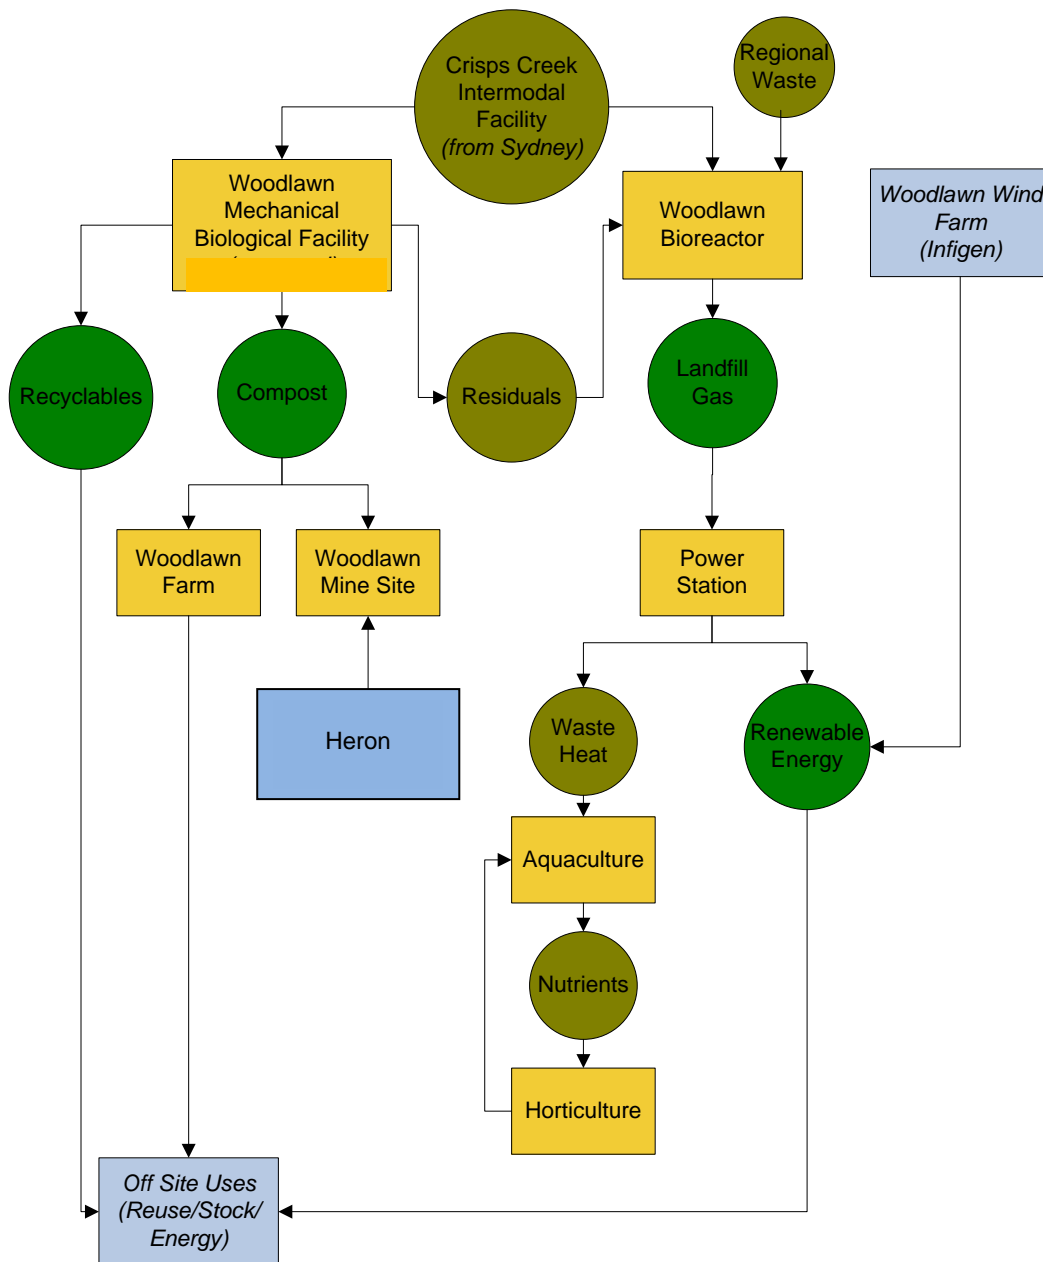 Crisps Creek
Intermodal
Facility
(from Sydney)
Regional
Waste
Woodlawn
Mechanical
Biological Facility
Woodlawn
Bioreactor
Woodlawn Wind
Farm
(Infigen)
Recyclables
Compost
Residuals
Landfill
Gas
Woodlawn
Farm
Woodlawn
Mine Site
Power
Station
Heron
Waste
Heat
Renewable
Energy
Aquaculture
Nutrients
Horticulture
Off Site Uses
(Reuse/Stock/
Energy)